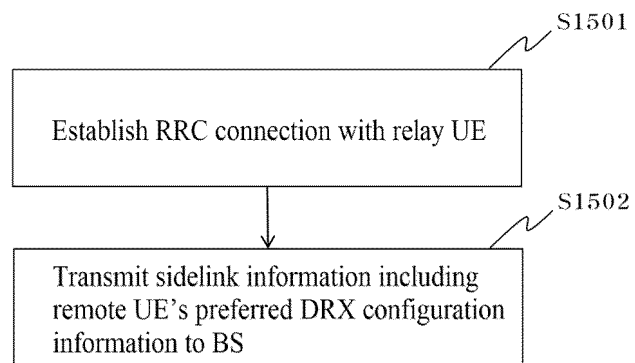 S1501
Establish RRC connection with relay UE
S1502
Transmit sidelink information including
remote UE's preferred DRX configuration
information to BS